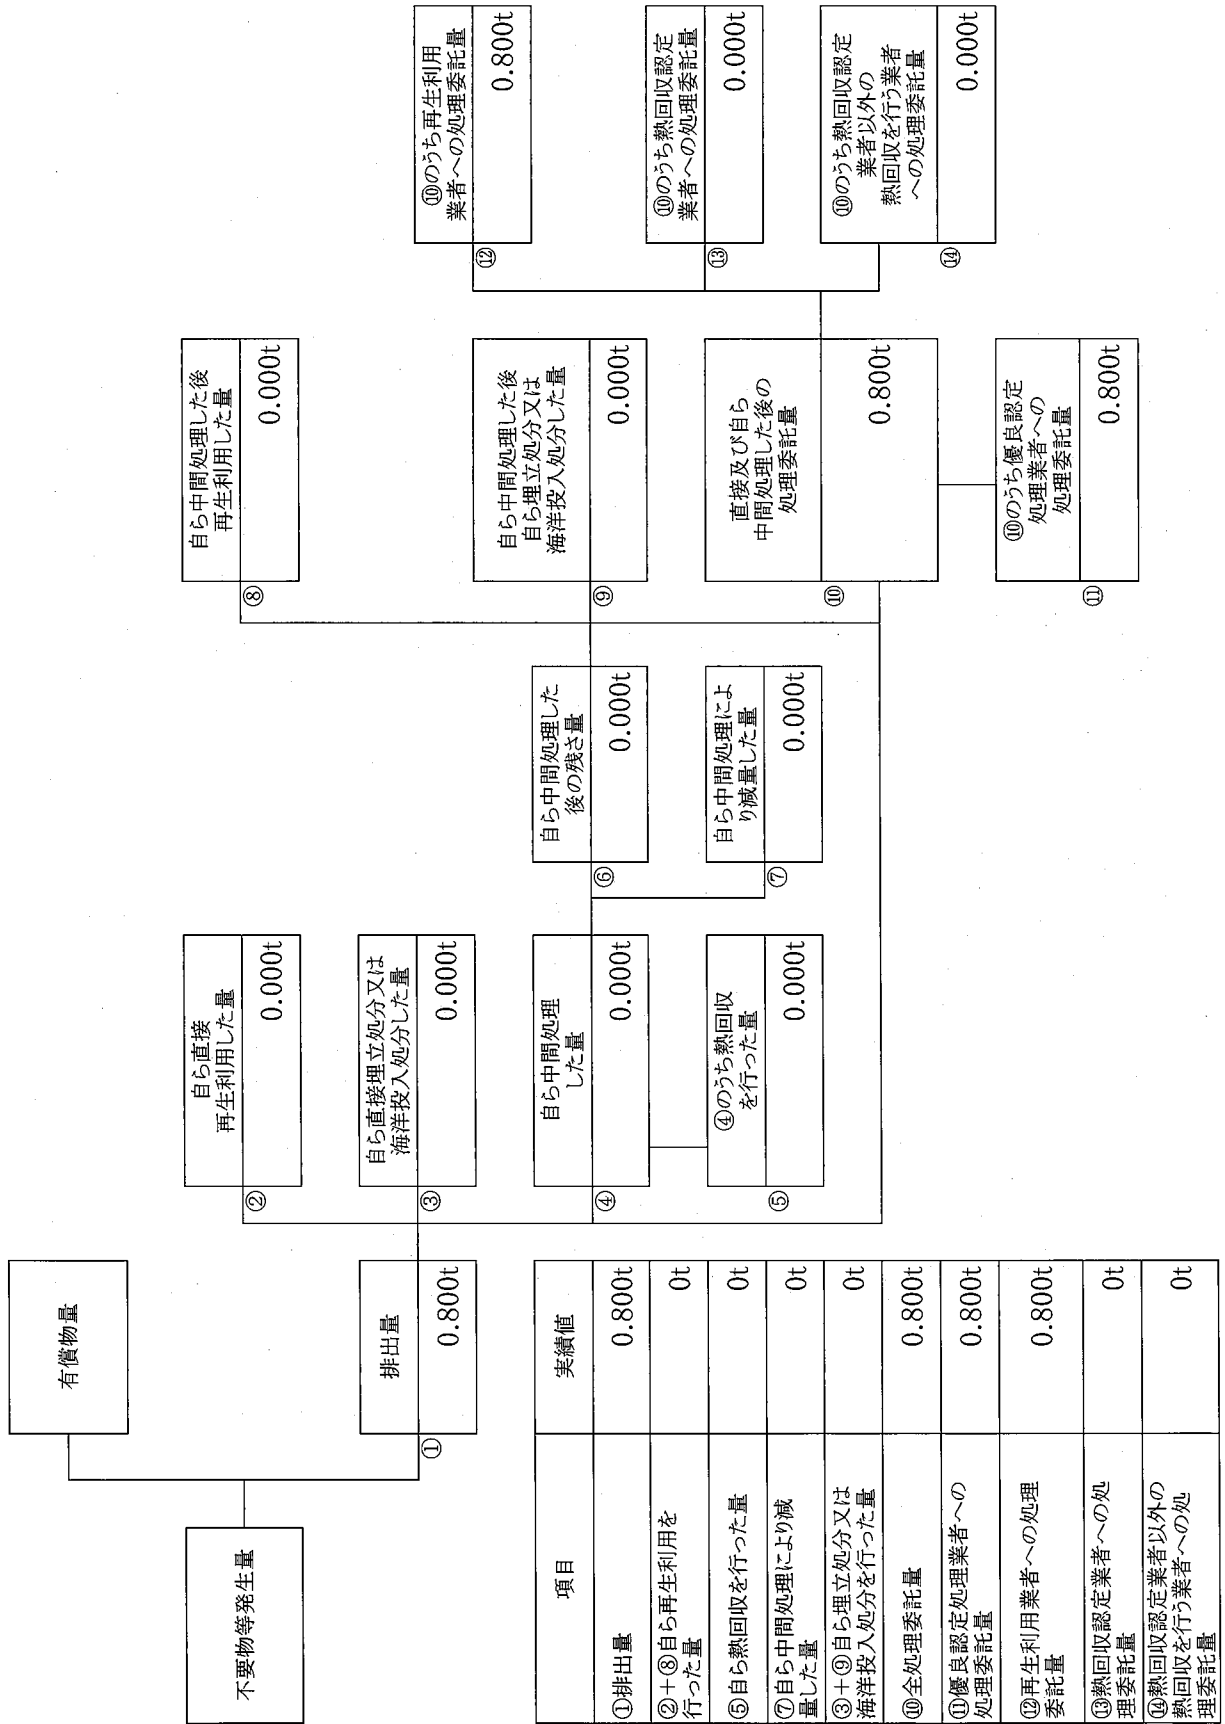 不要物等発生量
有償物量
①
排出量
0.800t
②
自ら直接
再生利用した量
0.000t
③
自ら直接埋立処分又は
海洋投入処分した量
0.000t
④
自ら中間処理
した量
0.000t
⑤
④のうち熱回収
を行った量
0.000t
⑥
自ら中間処理した
後の残さ量
0.000t
⑦
自ら中間処理によ
り減量した量
0.000t
⑧
自ら中間処理した後
再生利用した量
0.000t
⑨
自ら中間処理した後
自ら埋立処分又は
海洋投入処分した量
0.000t
⑩
直接及び自ら
中間処理した後の
処理委託量
0.800t
⑪
⑩のうち優良認定
処理業者への
処理委託量
0.800t
⑫
⑩のうち再生利用
業者への処理委託量
0.800t
⑬
⑩のうち熱回収認定
業者への処理委託量
0.000t
⑭
⑩のうち熱回収認定
業者以外の
熱回収を行う業者
への処理委託量
0.000t
項目 実績値
①排出量 0.800t
②+⑧自ら再生利用を
行った量 0t
⑤自ら熱回収を行った量 0t
⑦自ら中間処理により減
量した量 0t
③+⑨自ら埋立処分又は
海洋投入処分を行った量 0t
⑩全処理委託量 0.800t
⑪優良認定処理業者への
処理委託量 0.800t
⑫再生利用業者への処理
委託量 0.800t
⑬熱回収認定業者への処
理委託量 0t
⑭熱回収認定業者以外の
熱回収を行う業者への処
理委託量 0t